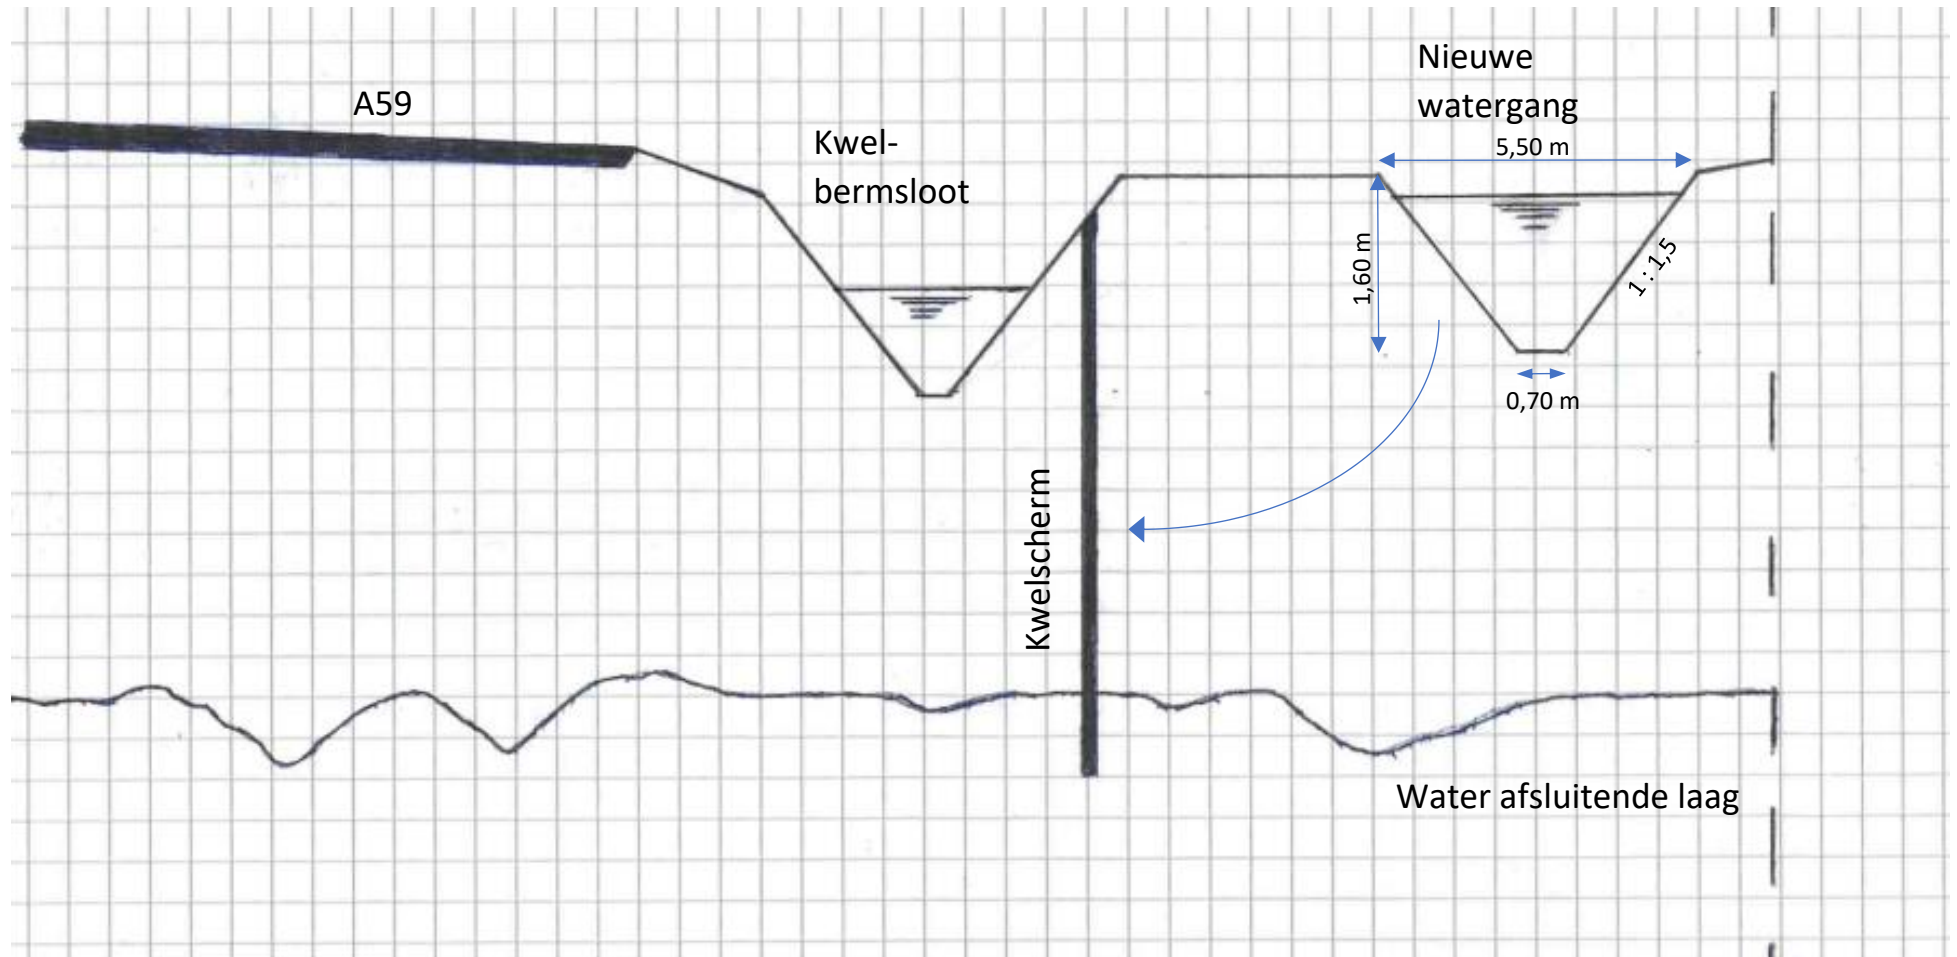 A59
Kwel-
bermsloot
Nieuwe
watergang
5,50 m
1,60 m
1 : 1,5
0,70 m
Kwelscherm
Water afsluitende laag